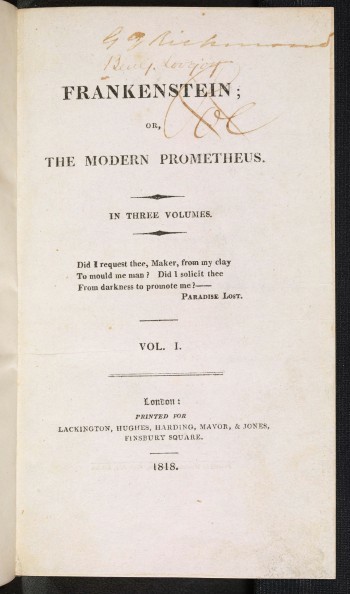 G G Richmond
FRANKENSTEIN;
OR,
THE MODERN PROMETHEUS.
IN THREE VOLUMES.
Did I request thee, Maker, from my clay
To mould me man? Did I solicit thee
From darkness to promote me?——
PARADISE LOST.
VOL. I.
London:
PRINTED FOR
LACKINGTON, HUGHES, HARDING, MAVOR, & JONES,
FINSBURY SQUARE.
1818.